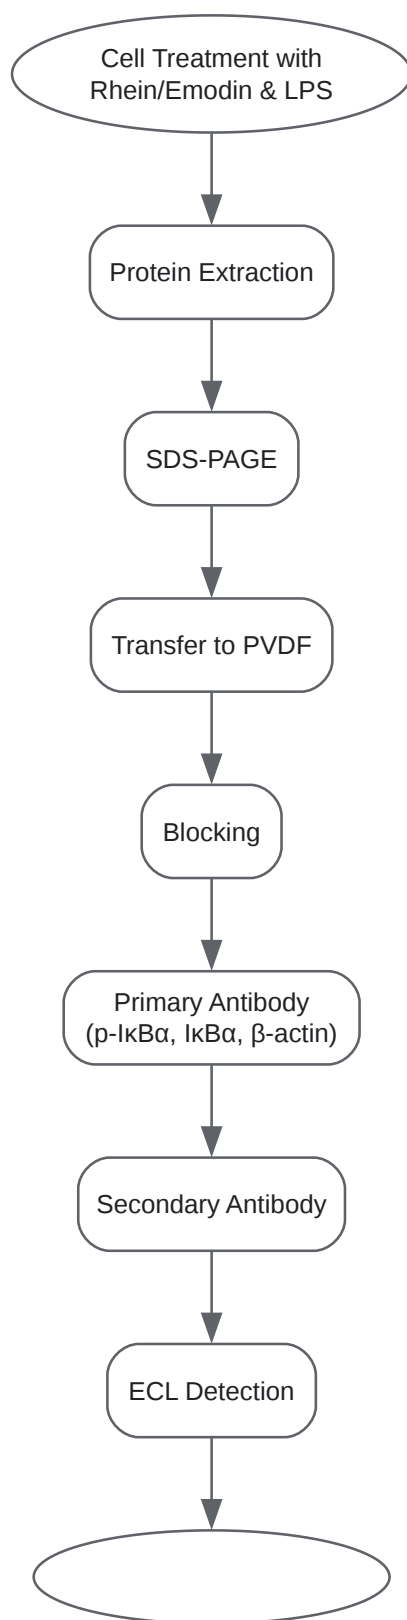 Cell Treatment with
Rhein/Emodin & LPS
Protein Extraction
SDS-PAGE
Transfer to PVDF
Blocking
Primary Antibody
(p-IκBα, IκBα, β-actin)
Secondary Antibody
ECL Detection